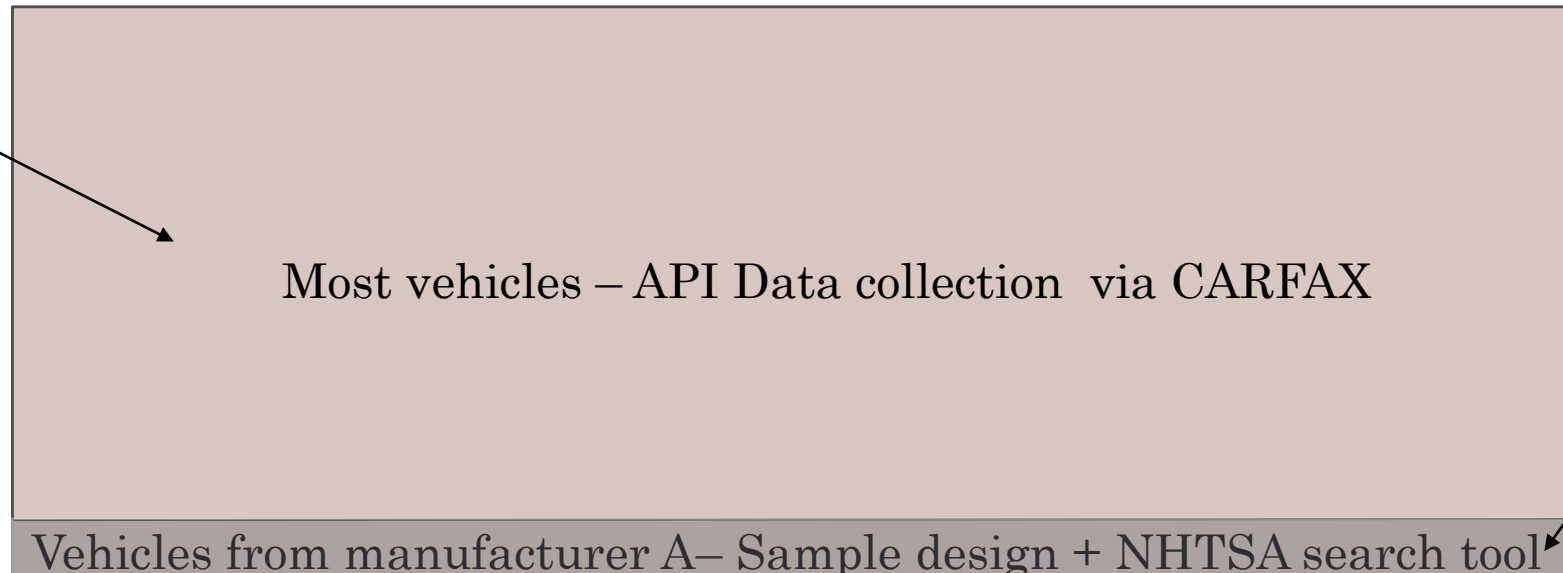 Most vehicles – API Data collection via CARFAX
Vehicles from manufacturer A– Sample design + NHTSA search tool